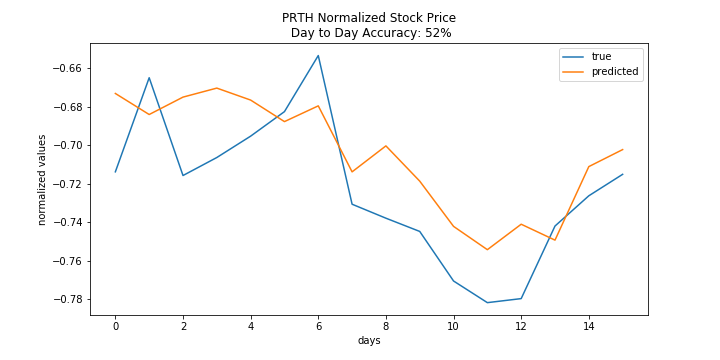 PRTH Normalized Stock Price
Day to Day Accuracy: 52%
true
predicted
normalized values
−0.66
−0.68
−0.70
−0.72
−0.74
−0.76
−0.78
0
2
4
6
8
10
12
14
days